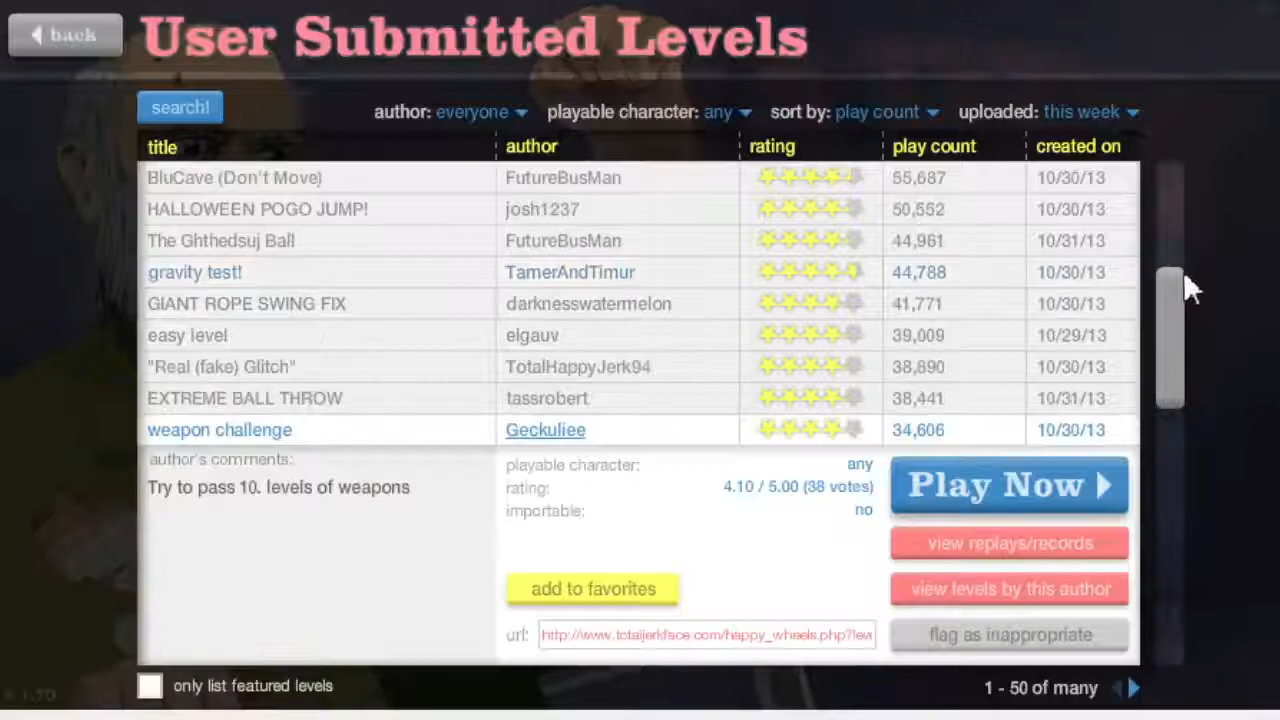 back
User Submitted Levels
search!
author: everyone playable character: any sort by: play count uploaded: this week
title author rating play count created on
BluCave (Don't Move) FutureBusMan 55,687 10/30/13
HALLOWEEN POGO JUMP! josh1237 50,552 10/30/13
The Ghthedsuj Ball FutureBusMan 44,961 10/31/13
gravity test! TamerAndTimur 44,788 10/30/13
GIANT ROPE SWING FIX darknesswatermelon 41,771 10/30/13
easy level elgauv 39,009 10/29/13
"Real (fake) Glitch" TotalHappyJerk94 38,890 10/30/13
EXTREME BALL THROW tassrobert 38,441 10/31/13
weapon challenge Geckuliee 34,606 10/30/13
author's comments:
Try to pass 10. levels of weapons
playable character: any
rating: 4.10 / 5.00 (38 votes)
importable: no
Play Now
view replays/records
add to favorites
view levels by this author
url: http://www.totaljerkface.com/happy_wheels.php?leve
flag as inappropriate
only list featured levels
1 - 50 of many